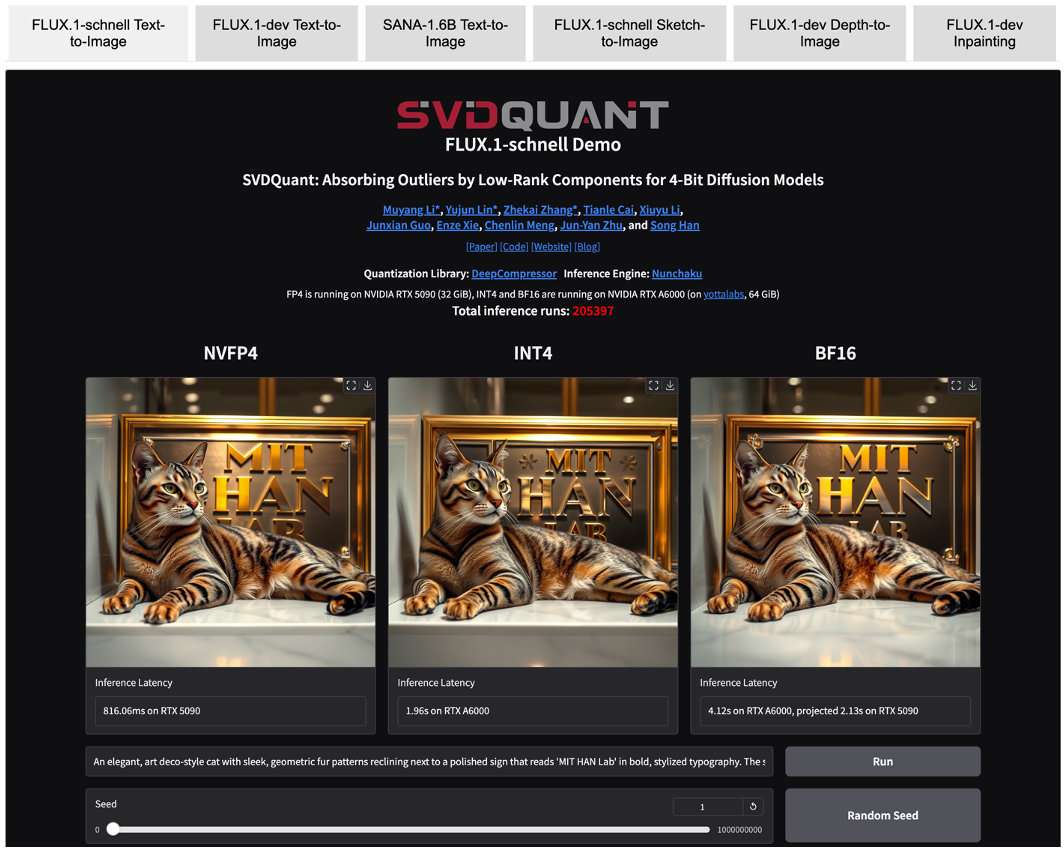 FLUX.1-schnell Text-
to-Image
FLUX.1-dev Text-to-
Image
SANA-1.6B Text-to-
Image
FLUX.1-schnell Sketch-
to-Image
FLUX.1-dev Depth-to-
Image
FLUX.1-dev
Inpainting
SVDQUANT
FLUX.1-schnell Demo
SVDQuant: Absorbing Outliers by Low-Rank Components for 4-Bit Diffusion Models
Muyang Li*, Yujun Lin*, Zhekai Zhang*, Tianle Cai, Xiuyu Li,
Junxian Guo, Enze Xie, Chenlin Meng, Jun-Yan Zhu, and Song Han
[Paper] [Code] [Website] [Blog]
Quantization Library: DeepCompressor Inference Engine: Nunchaku
FP4 is running on NVIDIA RTX 5090 (32 GiB), INT4 and BF16 are running on NVIDIA RTX A6000 (on yottalabs, 64 GiB)
Total inference runs: 205397
NVFP4
INT4
BF16
MIT
HAN
LAB
MIT
HAN
LAB
MIT
HAN
LAB
Inference Latency
816.06ms on RTX 5090
Inference Latency
1.96s on RTX A6000
Inference Latency
4.12s on RTX A6000, projected 2.13s on RTX 5090
An elegant, art deco-style cat with sleek, geometric fur patterns reclining next to a polished sign that reads 'MIT HAN Lab' in bold, stylized typography. The s
Run
Seed
1
0
1000000000
Random Seed